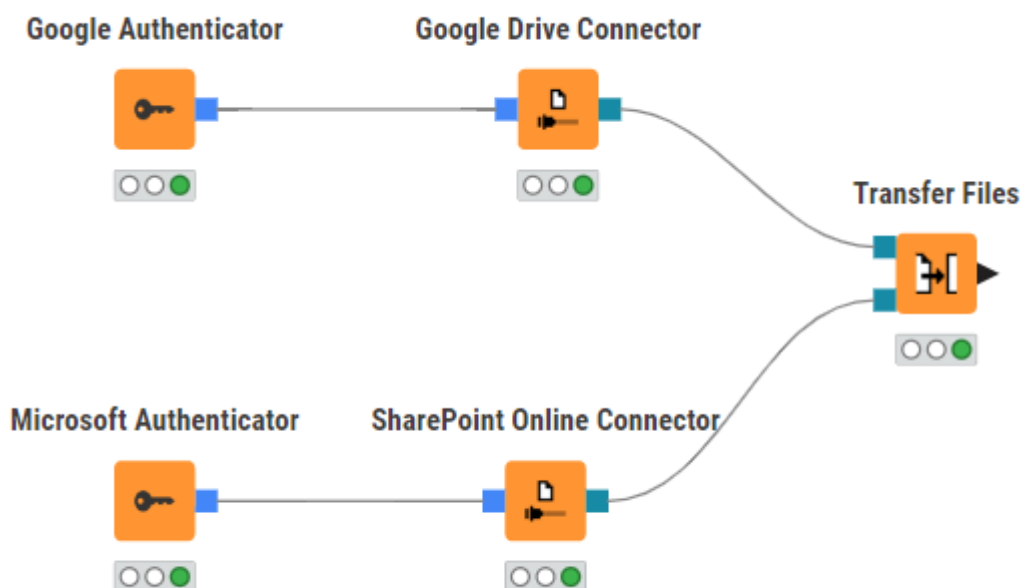 Google Authenticator
Google Drive Connector
Transfer Files
Microsoft Authenticator
SharePoint Online Connector